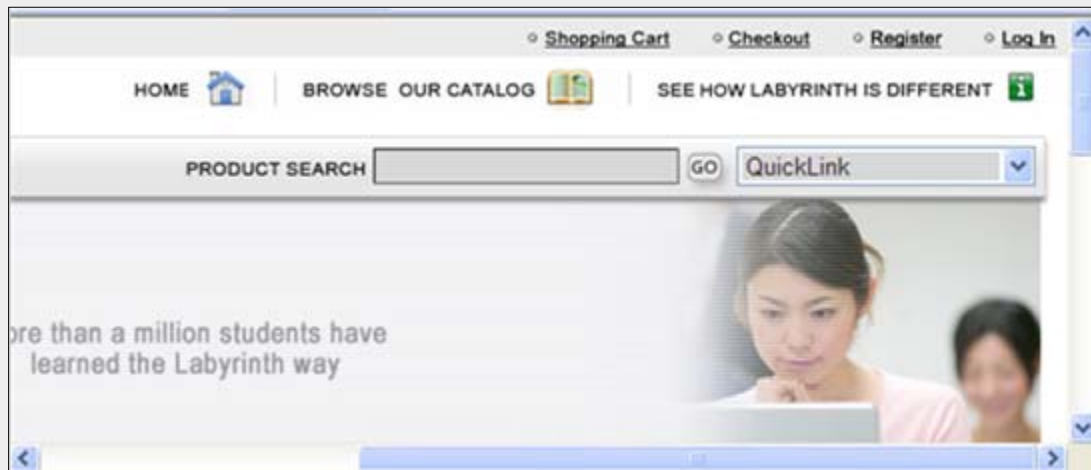 Shopping Cart Checkout Register Log In
HOME BROWSE OUR CATALOG SEE HOW LABYRINTH IS DIFFERENT
PRODUCT SEARCH GO QuickLink
ore than a million students have
learned the Labyrinth way